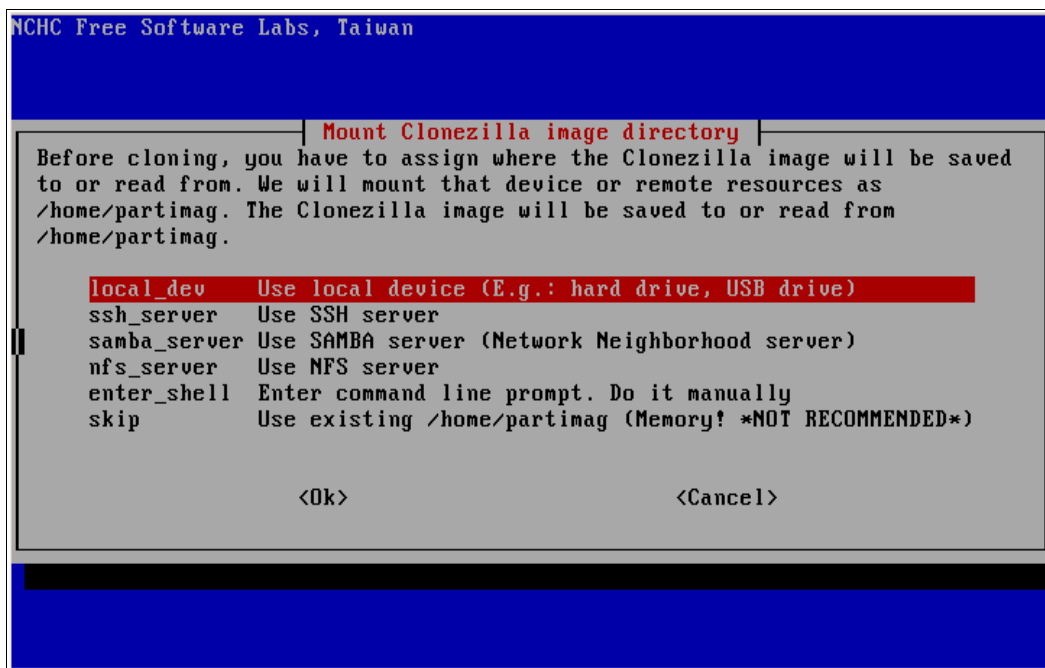 NCHC Free Software Labs, Taiwan
Mount Clonezilla image directory
Before cloning, you have to assign where the Clonezilla image will be saved
to or read from. We will mount that device or remote resources as
/home/partimag. The Clonezilla image will be saved to or read from
/home/partimag.
local_dev Use local device (E.g.: hard drive, USB drive)
ssh_server Use SSH server
samba_server Use SAMBA server (Network Neighborhood server)
nfs_server Use NFS server
enter_shell Enter command line prompt. Do it manually
skip Use existing /home/partimag (Memory! *NOT RECOMMENDED*)
<Ok> <Cancel>